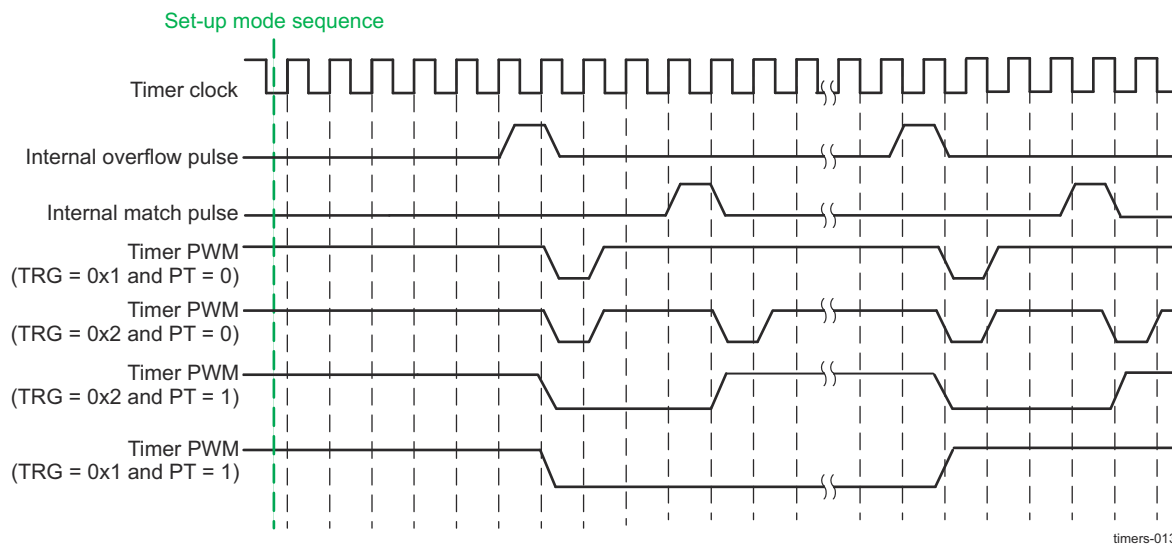 Set-up mode sequence
Timer clock
Internal overflow pulse
Internal match pulse
Timer PWM
(TRG = 0x1 and PT = 0)
Timer PWM
(TRG = 0x2 and PT = 0)
Timer PWM
(TRG = 0x2 and PT = 1)
Timer PWM
(TRG = 0x1 and PT = 1)
timers-013